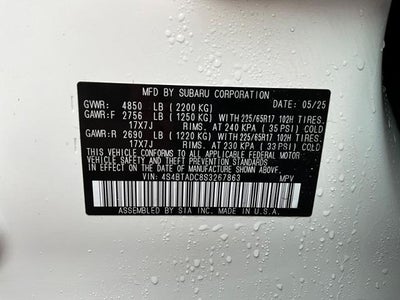 MFD BY SUBARU CORPORATION 05/25
GVWR: 4850 LB (2200 KG)
GAWR:F 2756 LB (1250 KG) WITH 225/65R17 102H TIRES,
17X7J RIMS, AT 240 KPA (35 PSI) COLD
GAWR:R 2690 LB (1220 KG) WITH 225/65R17 102H TIRES,
17X7J RIMS, AT 230 KPA (33 PSI) COLD
THIS VEHICLE CONFORMS TO ALL APPLICABLE FEDERAL MOTOR
VEHICLE SAFETY STANDARDS IN EFFECT ON THE DATE OF
MANUFACTURE SHOWN ABOVE.
VIN: 4S4BTADC8S3267863 MPV
ASSEMBLED BY SIA INC. MADE IN U.S.A.